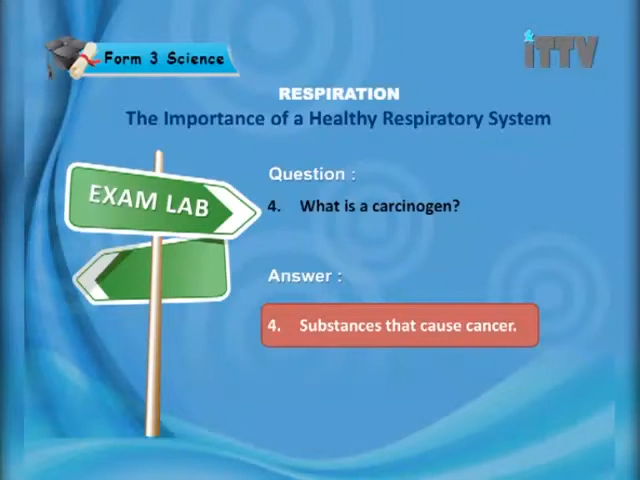 Form 3 Science
iTTV
RESPIRATION
The Importance of a Healthy Respiratory System
EXAM LAB
Question :
4. What is a carcinogen?
Answer :
4. Substances that cause cancer.